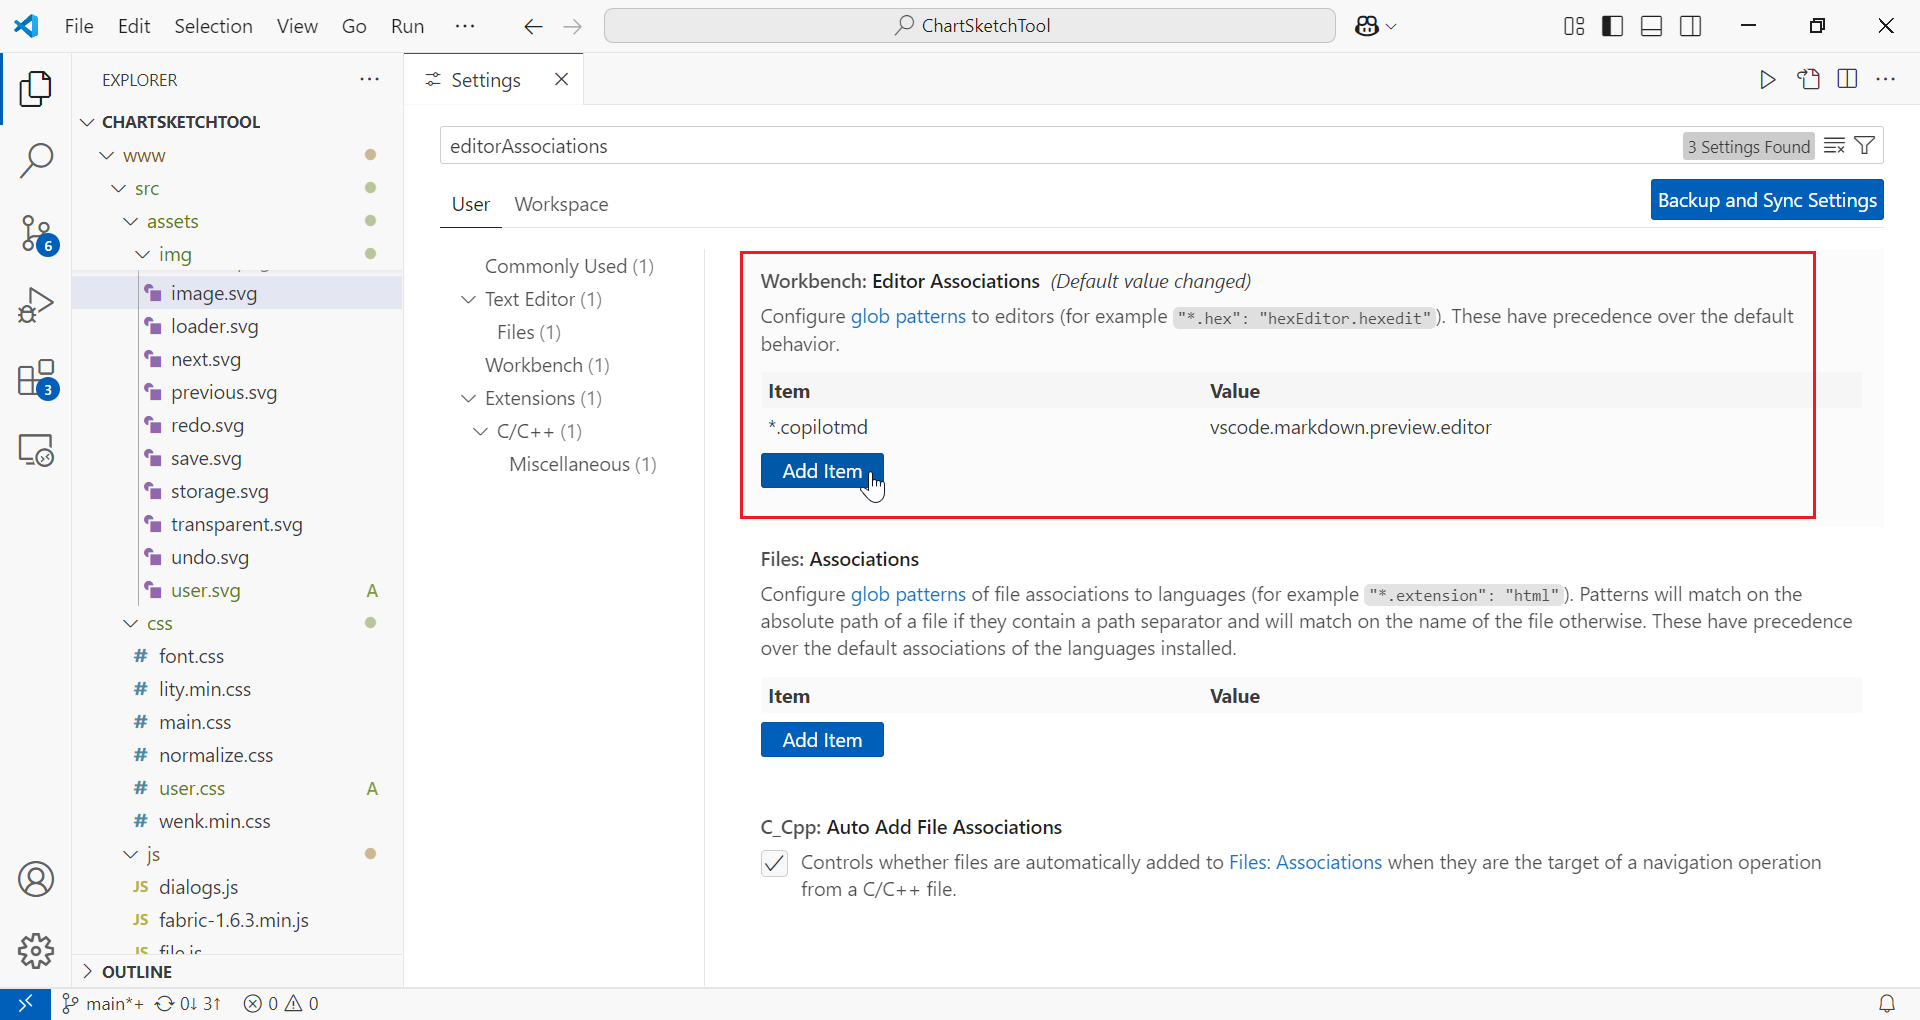 File Edit Selection View Go Run ···
ChartSketchTool
EXPLORER ···
CHARTSKETCHTOOL
www
src
assets
img
image.svg
loader.svg
next.svg
previous.svg
redo.svg
save.svg
storage.svg
transparent.svg
undo.svg
user.svg A
css
# font.css
# lity.min.css
# main.css
# normalize.css
# user.css A
# wenk.min.css
js
JS dialogs.js
JS fabric-1.6.3.min.js
JS file.js
OUTLINE
6
3
Settings
editorAssociations
3 Settings Found
User Workspace
Backup and Sync Settings
Commonly Used (1)
Text Editor (1)
Files (1)
Workbench (1)
Extensions (1)
C/C++ (1)
Miscellaneous (1)
Workbench: Editor Associations (Default value changed)
Configure glob patterns to editors (for example "*.hex": "hexEditor.hexedit"). These have precedence over the default
behavior.
Item Value
*.copilotmd vscode.markdown.preview.editor
Add Item
Files: Associations
Configure glob patterns of file associations to languages (for example "*.extension": "html"). Patterns will match on the
absolute path of a file if they contain a path separator and will match on the name of the file otherwise. These have precedence
over the default associations of the languages installed.
Item Value
Add Item
C_Cpp: Auto Add File Associations
Controls whether files are automatically added to Files: Associations when they are the target of a navigation operation
from a C/C++ file.
main*+ 0↓ 3↑ 0 0